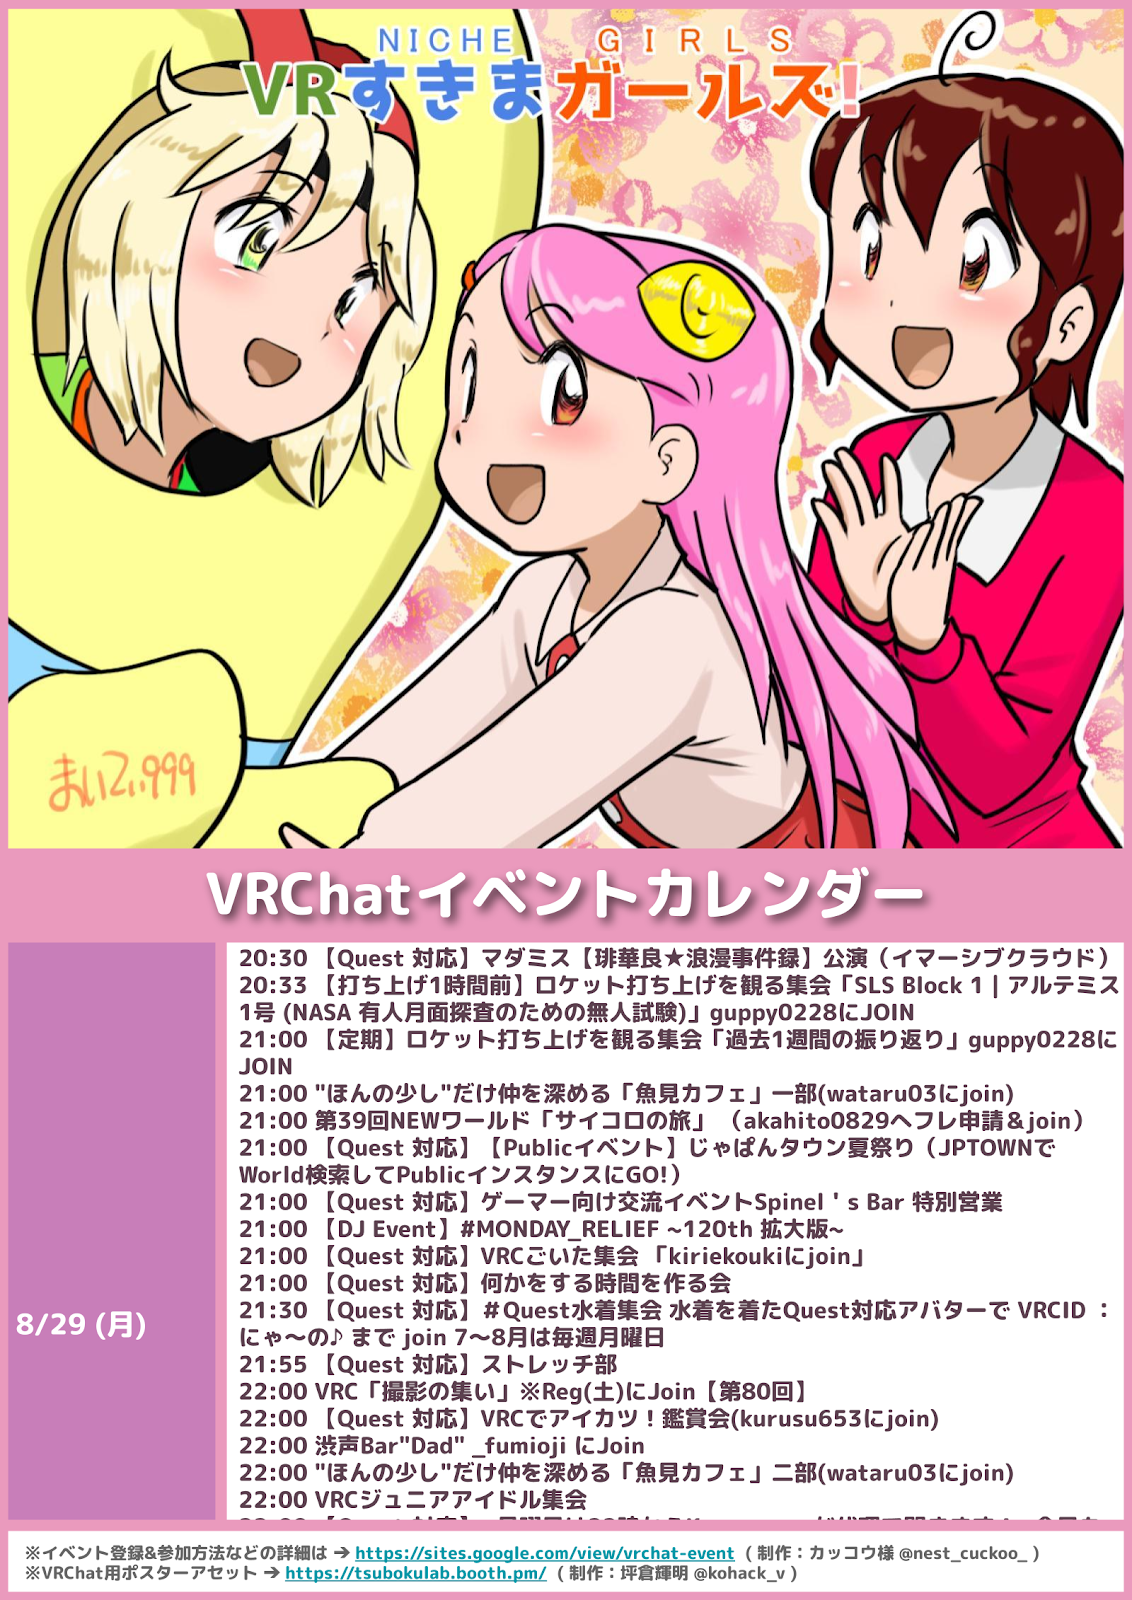 NICHE GIRLS
VRすきまガールズ!
まいてぃ999
VRChatイベントカレンダー
8/29 (月)
20:30 【Quest 対応】マダミス【琲華良★浪漫事件録】公演（イマーシブクラウド）
20:33 【打ち上げ1時間前】ロケット打ち上げを観る集会「SLS Block 1 | アルテミス
1号 (NASA 有人月面探査のための無人試験)」guppy0228にJOIN
21:00 【定期】ロケット打ち上げを観る集会「過去1週間の振り返り」guppy0228に
JOIN
21:00 "ほんの少し"だけ仲を深める「魚見カフェ」一部(wataru03にjoin)
21:00 第39回NEWワールド「サイコロの旅」 （akahito0829へフレ申請＆join）
21:00 【Quest 対応】【Publicイベント】じゃぱんタウン夏祭り（JPTOWNで
World検索してPublicインスタンスにGO!）
21:00 【Quest 対応】ゲーマー向け交流イベントSpinel ' s Bar 特別営業
21:00 【DJ Event】#MONDAY_RELIEF ~120th 拡大版~
21:00 【Quest 対応】VRCごいた集会 「kiriekoukiにjoin」
21:00 【Quest 対応】何かをする時間を作る会
21:30 【Quest 対応】＃Quest水着集会 水着を着たQuest対応アバターで VRCID ：
にゃ～の♪ まで join 7～8月は毎週月曜日
21:55 【Quest 対応】ストレッチ部
22:00 VRC「撮影の集い」※Reg(土)にJoin【第80回】
22:00 【Quest 対応】VRCでアイカツ！鑑賞会(kurusu653にjoin)
22:00 渋声Bar"Dad" _fumioji にJoin
22:00 "ほんの少し"だけ仲を深める「魚見カフェ」二部(wataru03にjoin)
22:00 VRCジュニアアイドル集会
※イベント登録&参加方法などの詳細は ➔ https://sites.google.com/view/vrchat-event ( 制作：カッコウ様 @nest_cuckoo_ )
※VRChat用ポスターアセット ➔ https://tsubokulab.booth.pm/ ( 制作：坪倉輝明 @kohack_v )